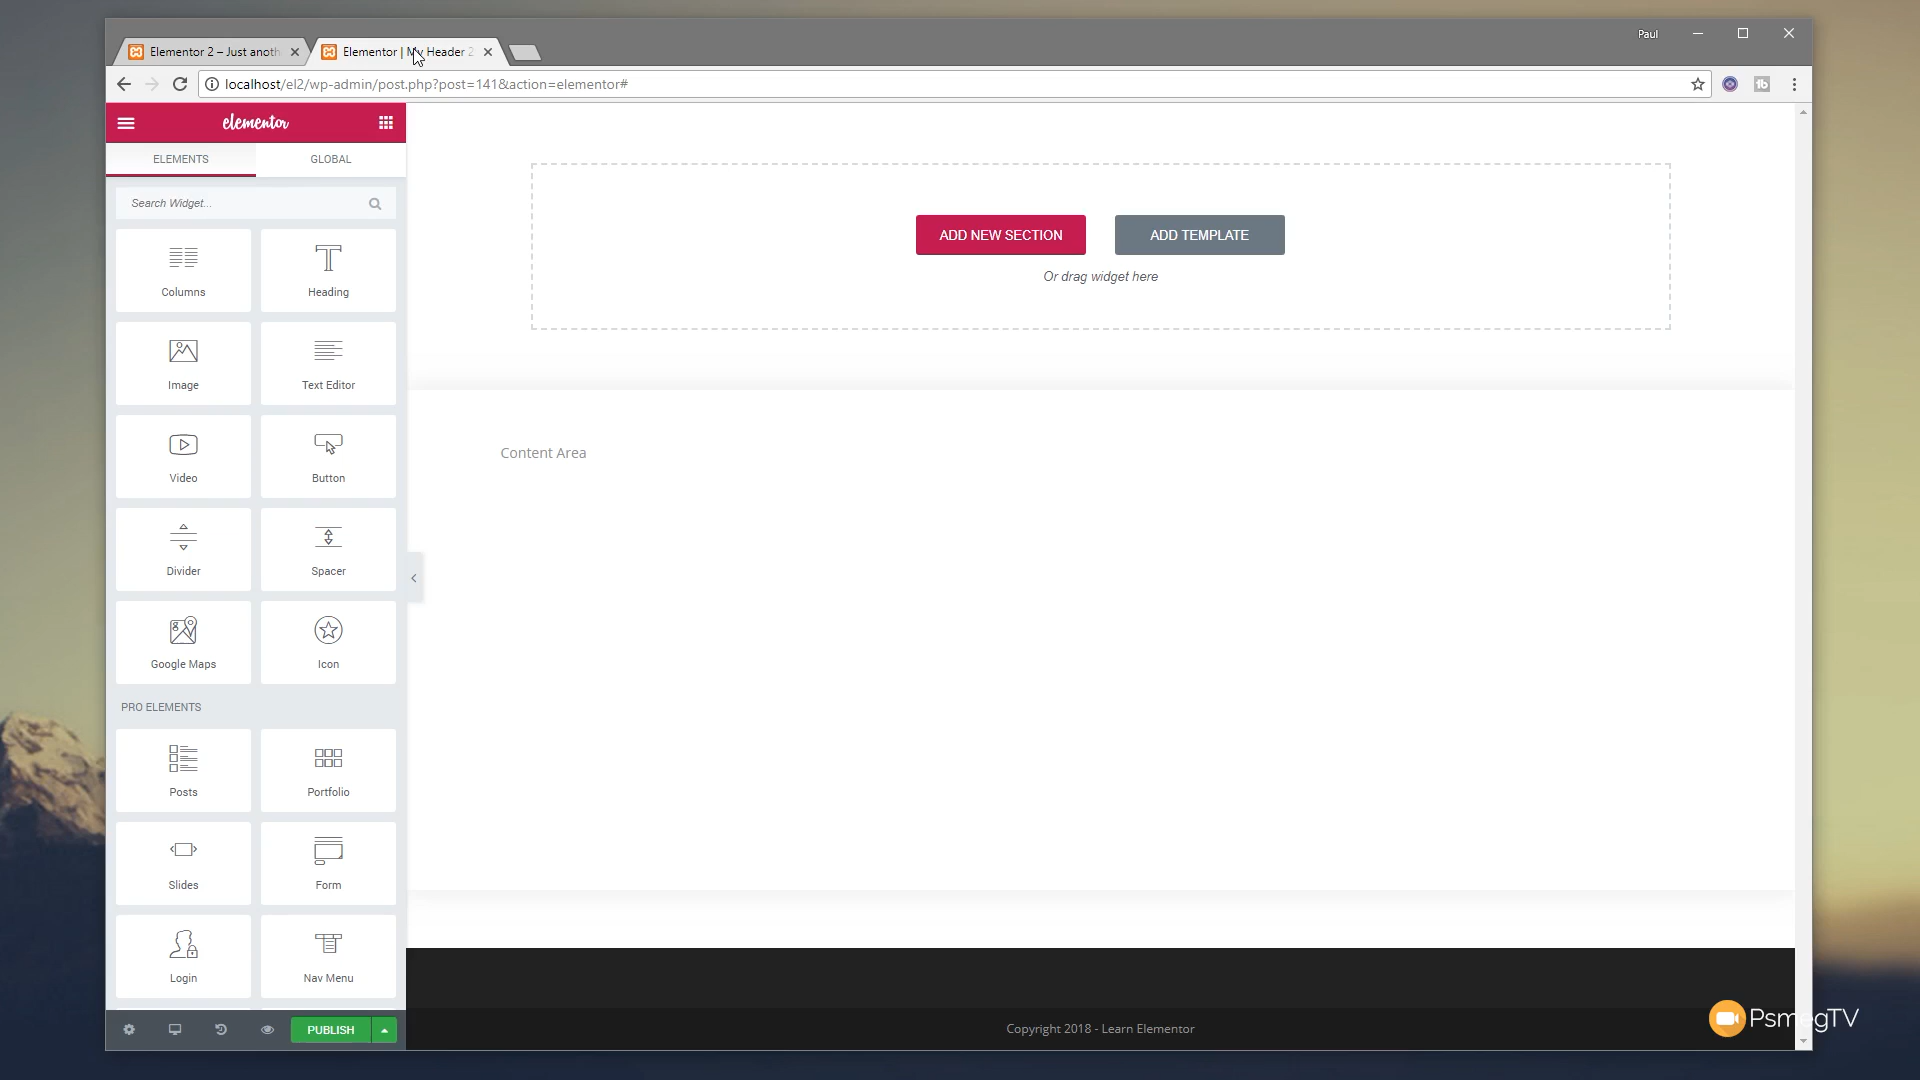 Paul
Elementor 2 – Just anoth
Elementor | My Header 2
localhost/el2/wp-admin/post.php?post=141&action=elementor#
elementor
ELEMENTS
GLOBAL
Search Widget...
ADD NEW SECTION
ADD TEMPLATE
Or drag widget here
Columns
Heading
Image
Text Editor
Content Area
Video
Button
Divider
Spacer
Google Maps
Icon
PRO ELEMENTS
Posts
Portfolio
Slides
Form
Login
Nav Menu
PUBLISH
Copyright 2018 - Learn Elementor
PsmegTV